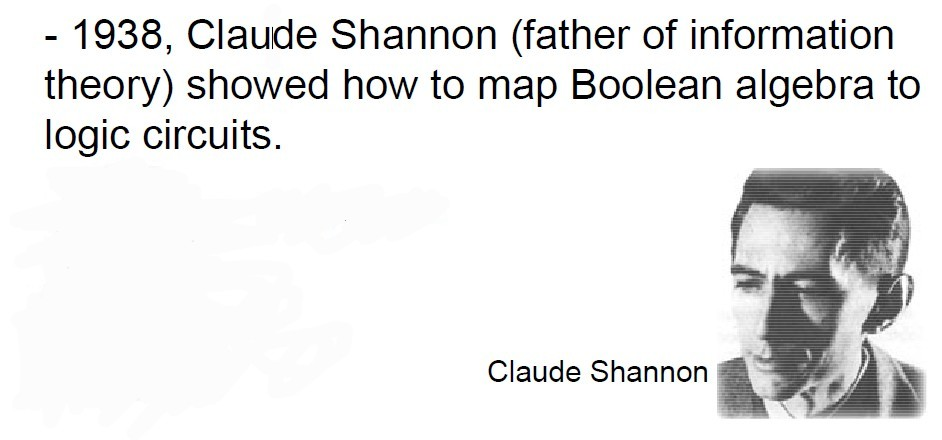 - 1938, Claude Shannon (father of information
theory) showed how to map Boolean algebra to
logic circuits.
Claude Shannon